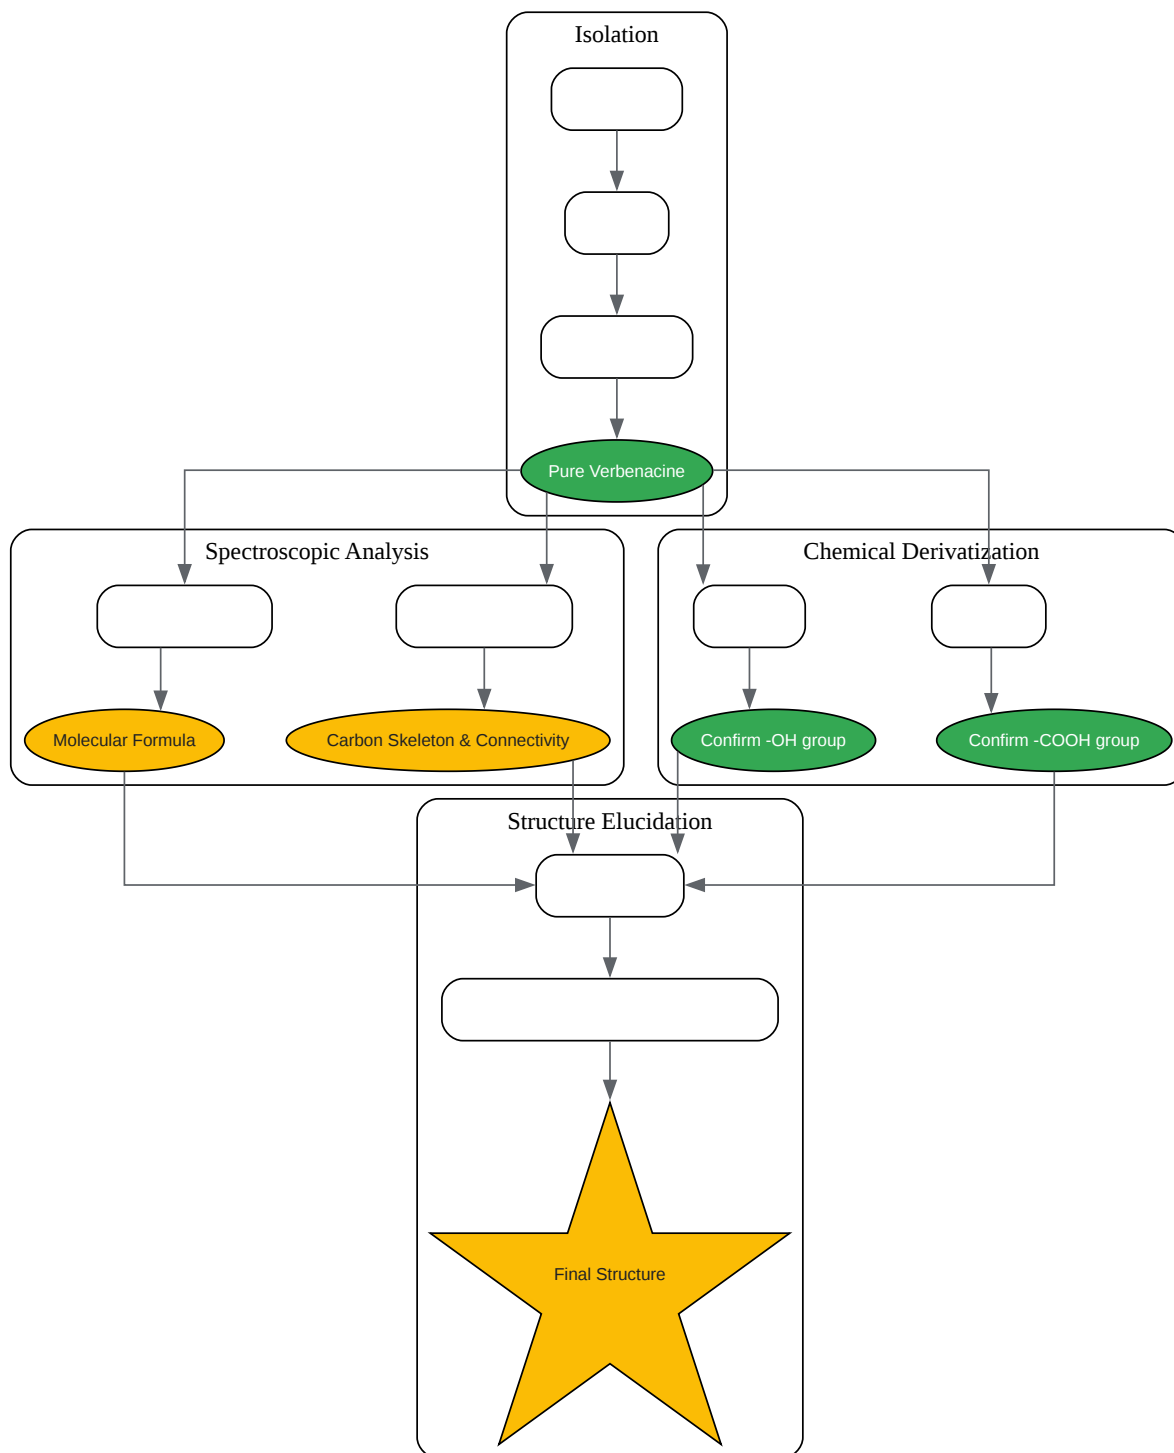 Isolation
Pure Verbenacine
Spectroscopic Analysis
Chemical Derivatization
Molecular Formula
Carbon Skeleton & Connectivity
Confirm -OH group
Confirm -COOH group
Structure Elucidation
Final Structure